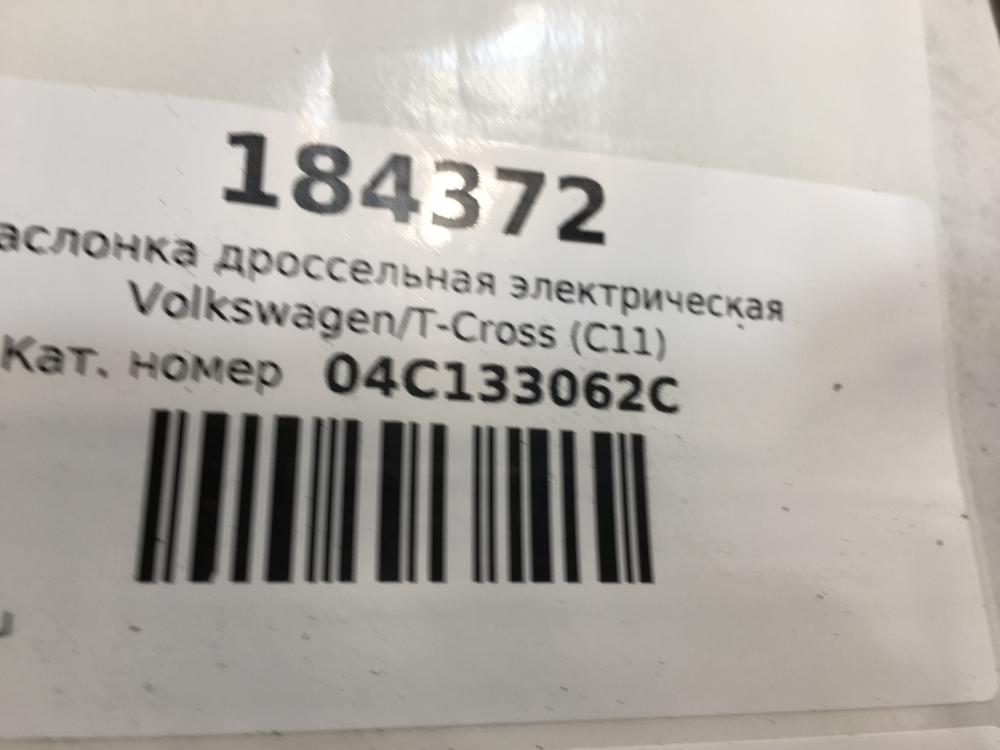 184372
аслонка дроссельная электрическая
Volkswagen/T-Cross (C11)
Кат. номер 04C133062C